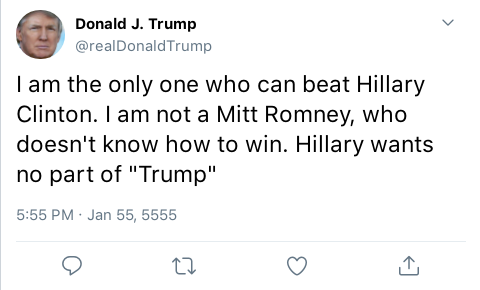 Donald J. Trump
@realDonaldTrump
I am the only one who can beat Hillary
Clinton. I am not a Mitt Romney, who
doesn't know how to win. Hillary wants
no part of "Trump"
5:55 PM · Jan 55, 5555